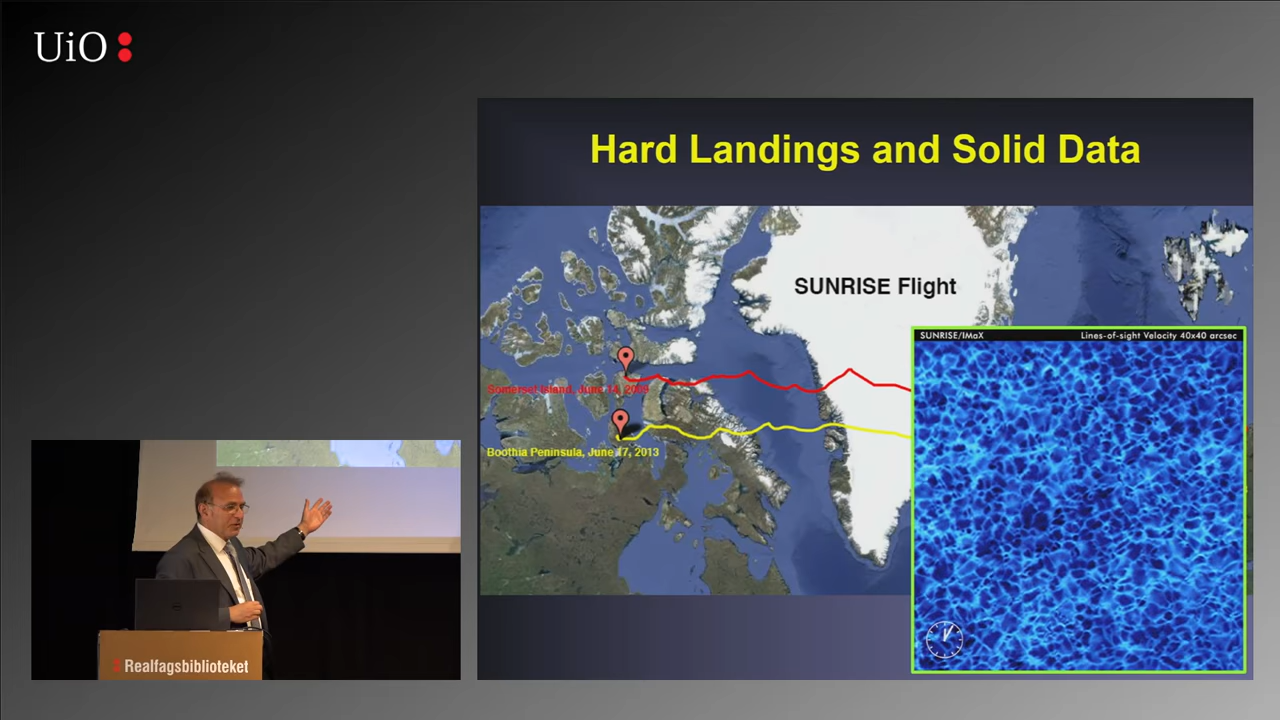 UiO
Hard Landings and Solid Data
SUNRISE Flight
SUNRISE/IMaX
Lines-of-sight Velocity 40x40 arcsec
Somerset Island, June 14, 2009
Boothia Peninsula, June 17, 2013
Realfagsbiblioteket